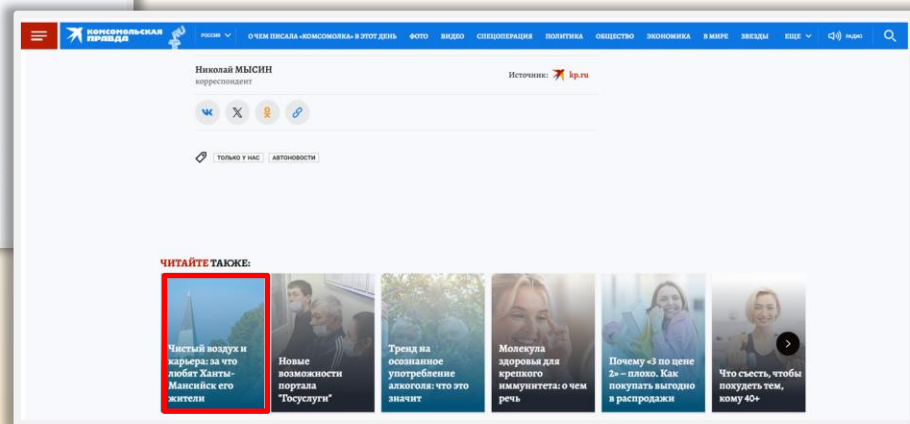 КОМСОМОЛЬСКАЯ ПРАВДА
РОССИЯ О ЧЕМ ПИСАЛА «КОМСОМОЛКА» В ЭТОТ ДЕНЬ ФОТО ВИДЕО СПЕЦОПЕРАЦИЯ ПОЛИТИКА ОБЩЕСТВО ЭКОНОМИКА В МИРЕ ЗВЕЗДЫ ЕЩЕ РАДИО
Николай МЫСИН
корреспондент
Источник: kp.ru
ТОЛЬКО У НАС АВТОНОВОСТИ
ЧИТАЙТЕ ТАКЖЕ:
Чистый воздух и
карьера: за что
любят Ханты-
Мансийск его
жители
Новые
возможности
портала
"Госуслуги"
Тренд на
осознанное
употребление
алкоголя: что это
значит
Молекула
здоровья для
крепкого
иммунитета: о чем
речь
Почему «3 по цене
2» – плохо. Как
покупать выгодно
в распродажи
Что съесть, чтобы
похудеть тем,
кому 40+